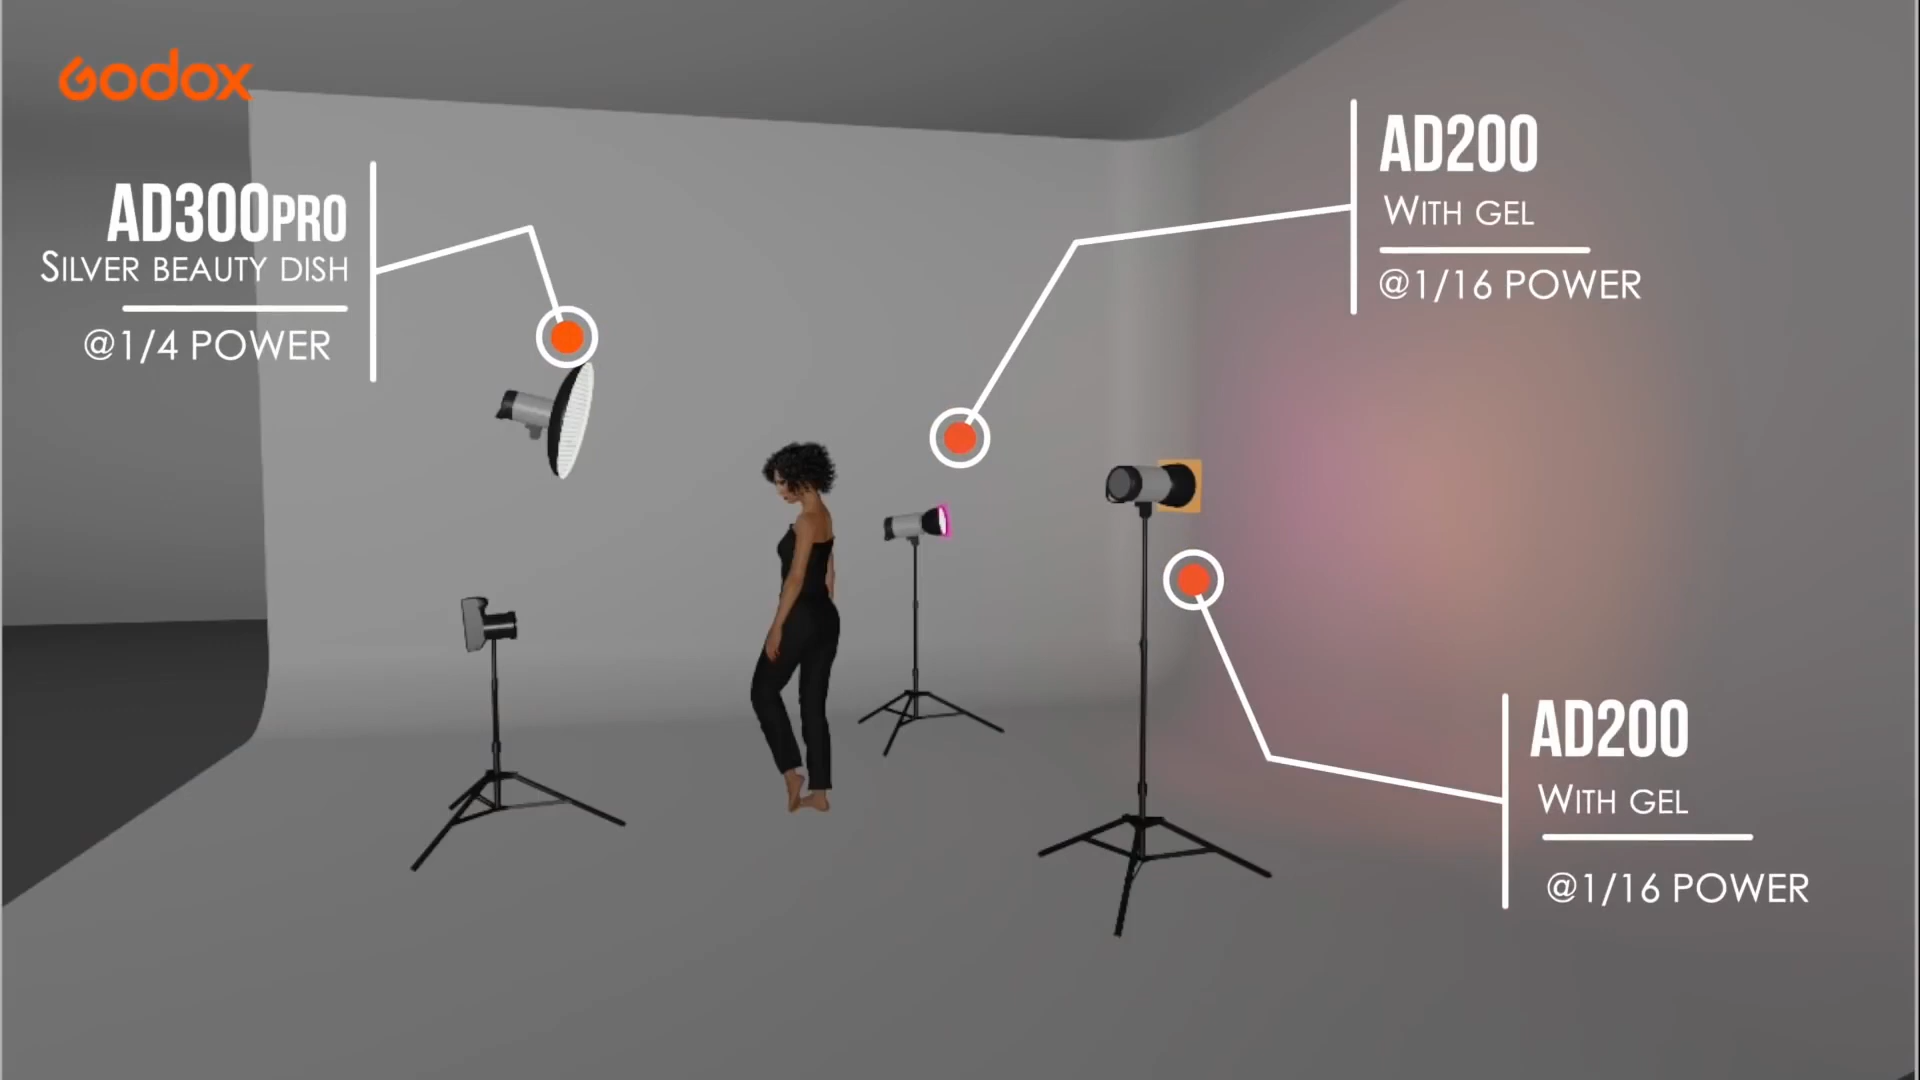 Godox
AD300PRO
SILVER BEAUTY DISH
@1/4 POWER
AD200
WITH GEL
@1/16 POWER
AD200
WITH GEL
@1/16 POWER